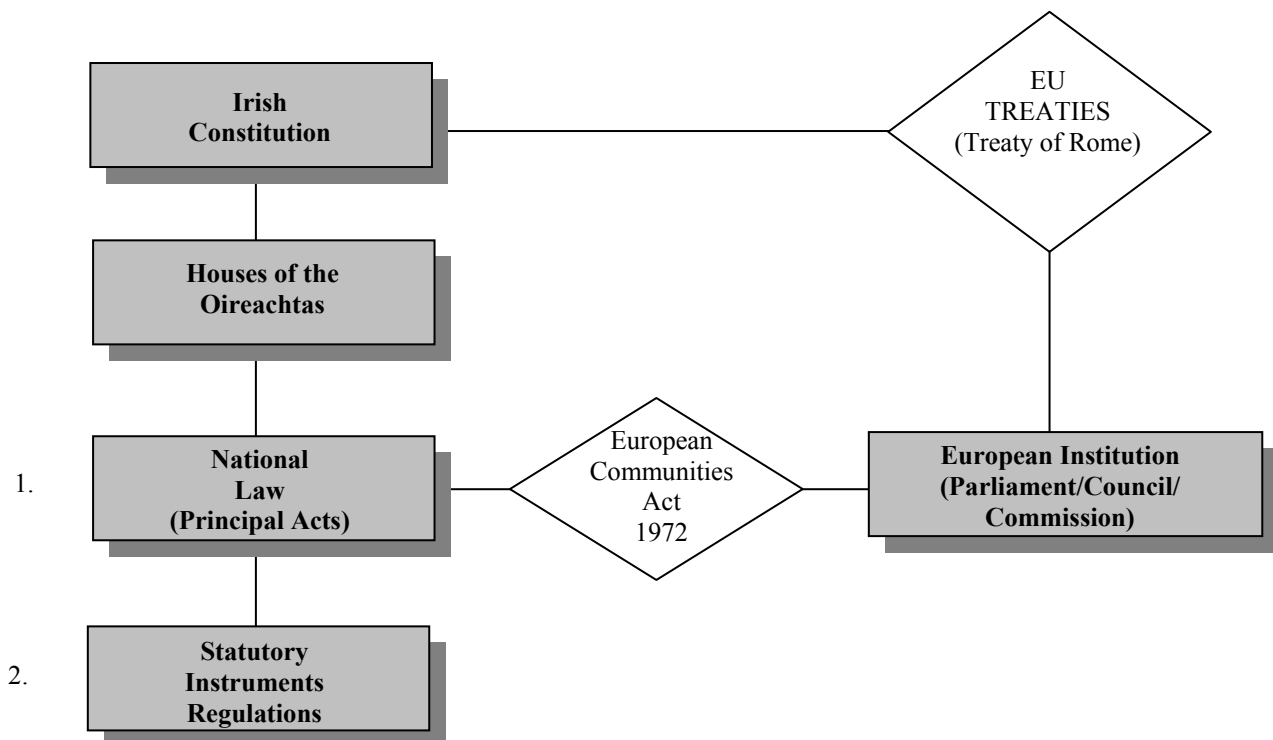 Irish
Constitution
EU
TREATIES
(Treaty of Rome)
Houses of the
Oireachtas
1.
National
Law
(Principal Acts)
European
Communities
Act
1972
European Institution
(Parliament/Council/
Commission)
2.
Statutory
Instruments
Regulations